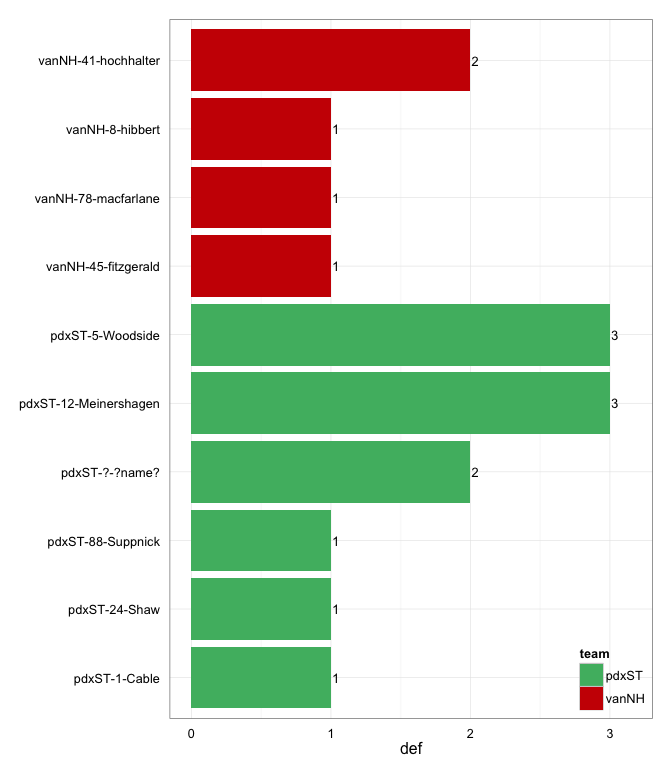 vanNH-41-hochhalter 2
vanNH-8-hibbert 1
vanNH-78-macfarlane 1
vanNH-45-fitzgerald 1
pdxST-5-Woodside 3
pdxST-12-Meinershagen 3
pdxST-?-?name? 2
pdxST-88-Suppnick 1
pdxST-24-Shaw 1
pdxST-1-Cable 1
team
pdxST
vanNH
0 1 2 3
def